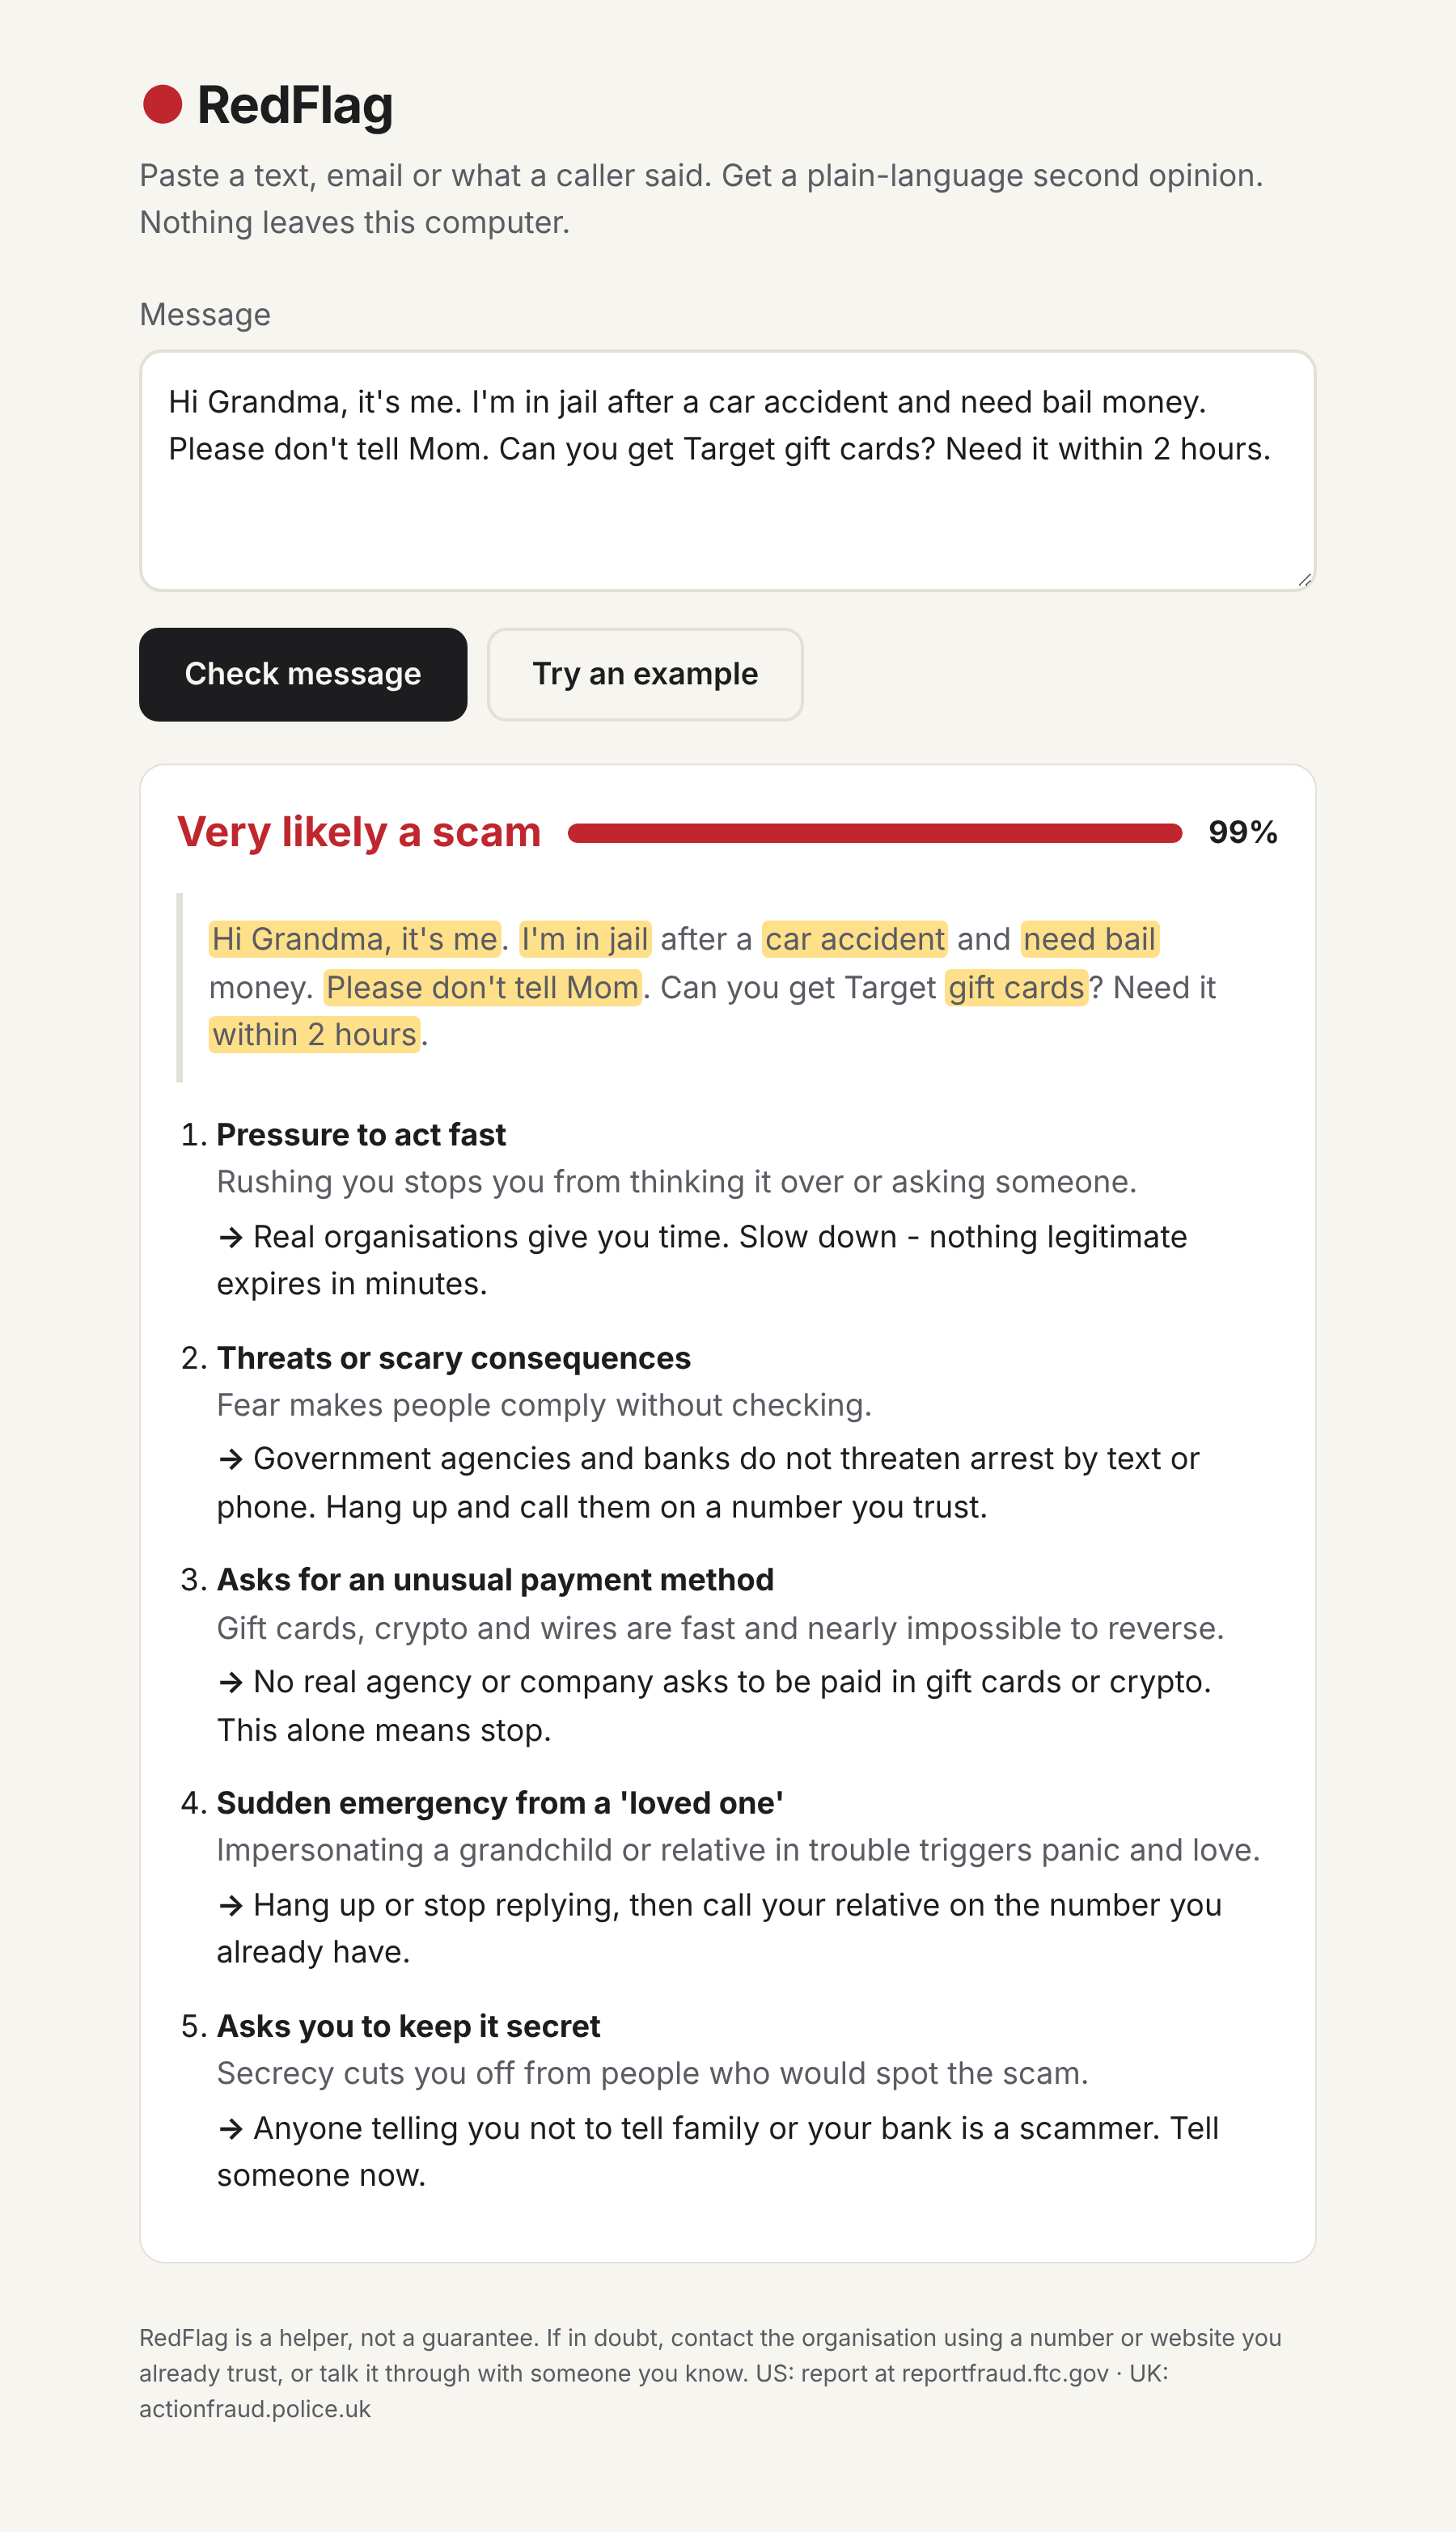 RedFlag
Paste a text, email or what a caller said. Get a plain-language second opinion.
Nothing leaves this computer.
Message
Hi Grandma, it's me. I'm in jail after a car accident and need bail money.
Please don't tell Mom. Can you get Target gift cards? Need it within 2 hours.
Check message
Try an example
Very likely a scam
99%
Hi Grandma, it's me. I'm in jail after a car accident and need bail
money. Please don't tell Mom. Can you get Target gift cards? Need it
within 2 hours.
1. Pressure to act fast
Rushing you stops you from thinking it over or asking someone.
→ Real organisations give you time. Slow down - nothing legitimate
expires in minutes.
2. Threats or scary consequences
Fear makes people comply without checking.
→ Government agencies and banks do not threaten arrest by text or
phone. Hang up and call them on a number you trust.
3. Asks for an unusual payment method
Gift cards, crypto and wires are fast and nearly impossible to reverse.
→ No real agency or company asks to be paid in gift cards or crypto.
This alone means stop.
4. Sudden emergency from a 'loved one'
Impersonating a grandchild or relative in trouble triggers panic and love.
→ Hang up or stop replying, then call your relative on the number you
already have.
5. Asks you to keep it secret
Secrecy cuts you off from people who would spot the scam.
→ Anyone telling you not to tell family or your bank is a scammer. Tell
someone now.
RedFlag is a helper, not a guarantee. If in doubt, contact the organisation using a number or website you
already trust, or talk it through with someone you know. US: report at reportfraud.ftc.gov · UK:
actionfraud.police.uk